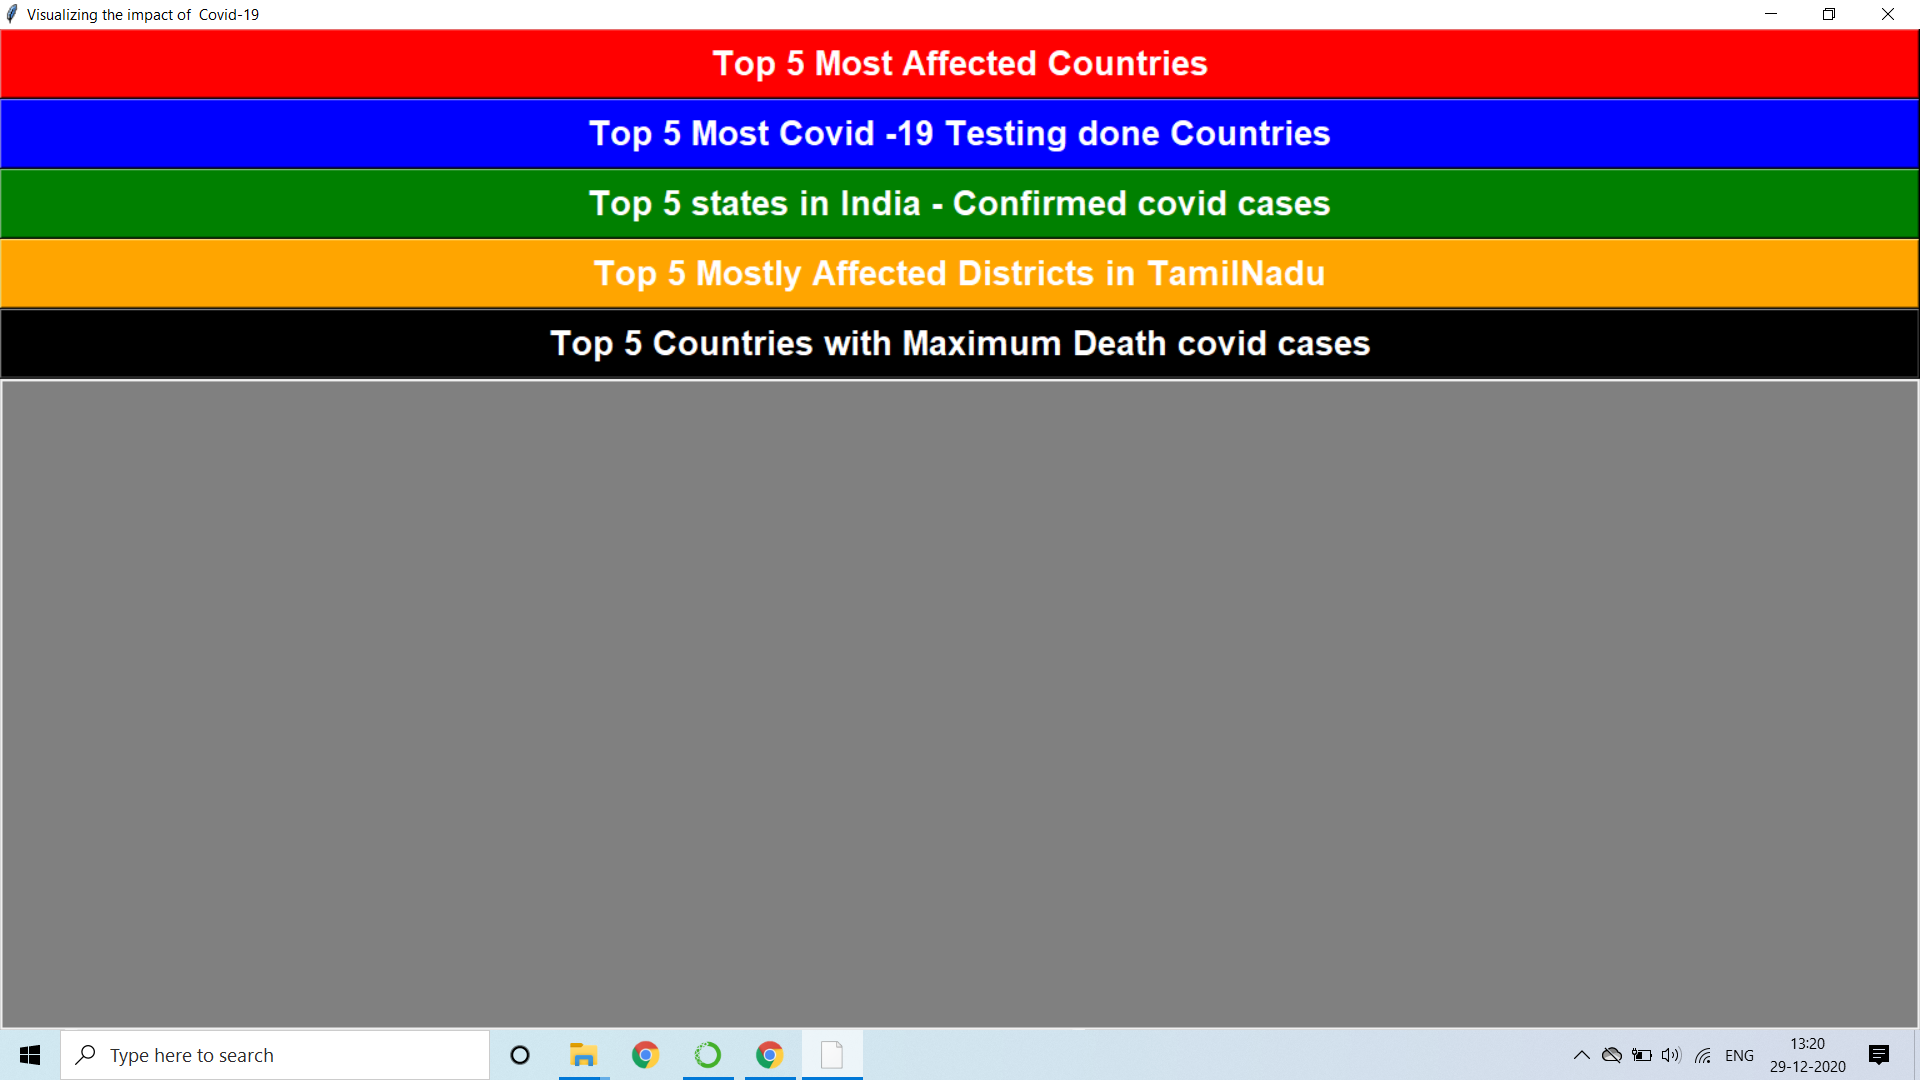 Visualizing the impact of  Covid-19
Top 5 Most Affected Countries
Top 5 Most Covid -19 Testing done Countries
Top 5 states in India - Confirmed covid cases
Top 5 Mostly Affected Districts in TamilNadu
Top 5 Countries with Maximum Death covid cases
Type here to search
ENG
13:20
29-12-2020